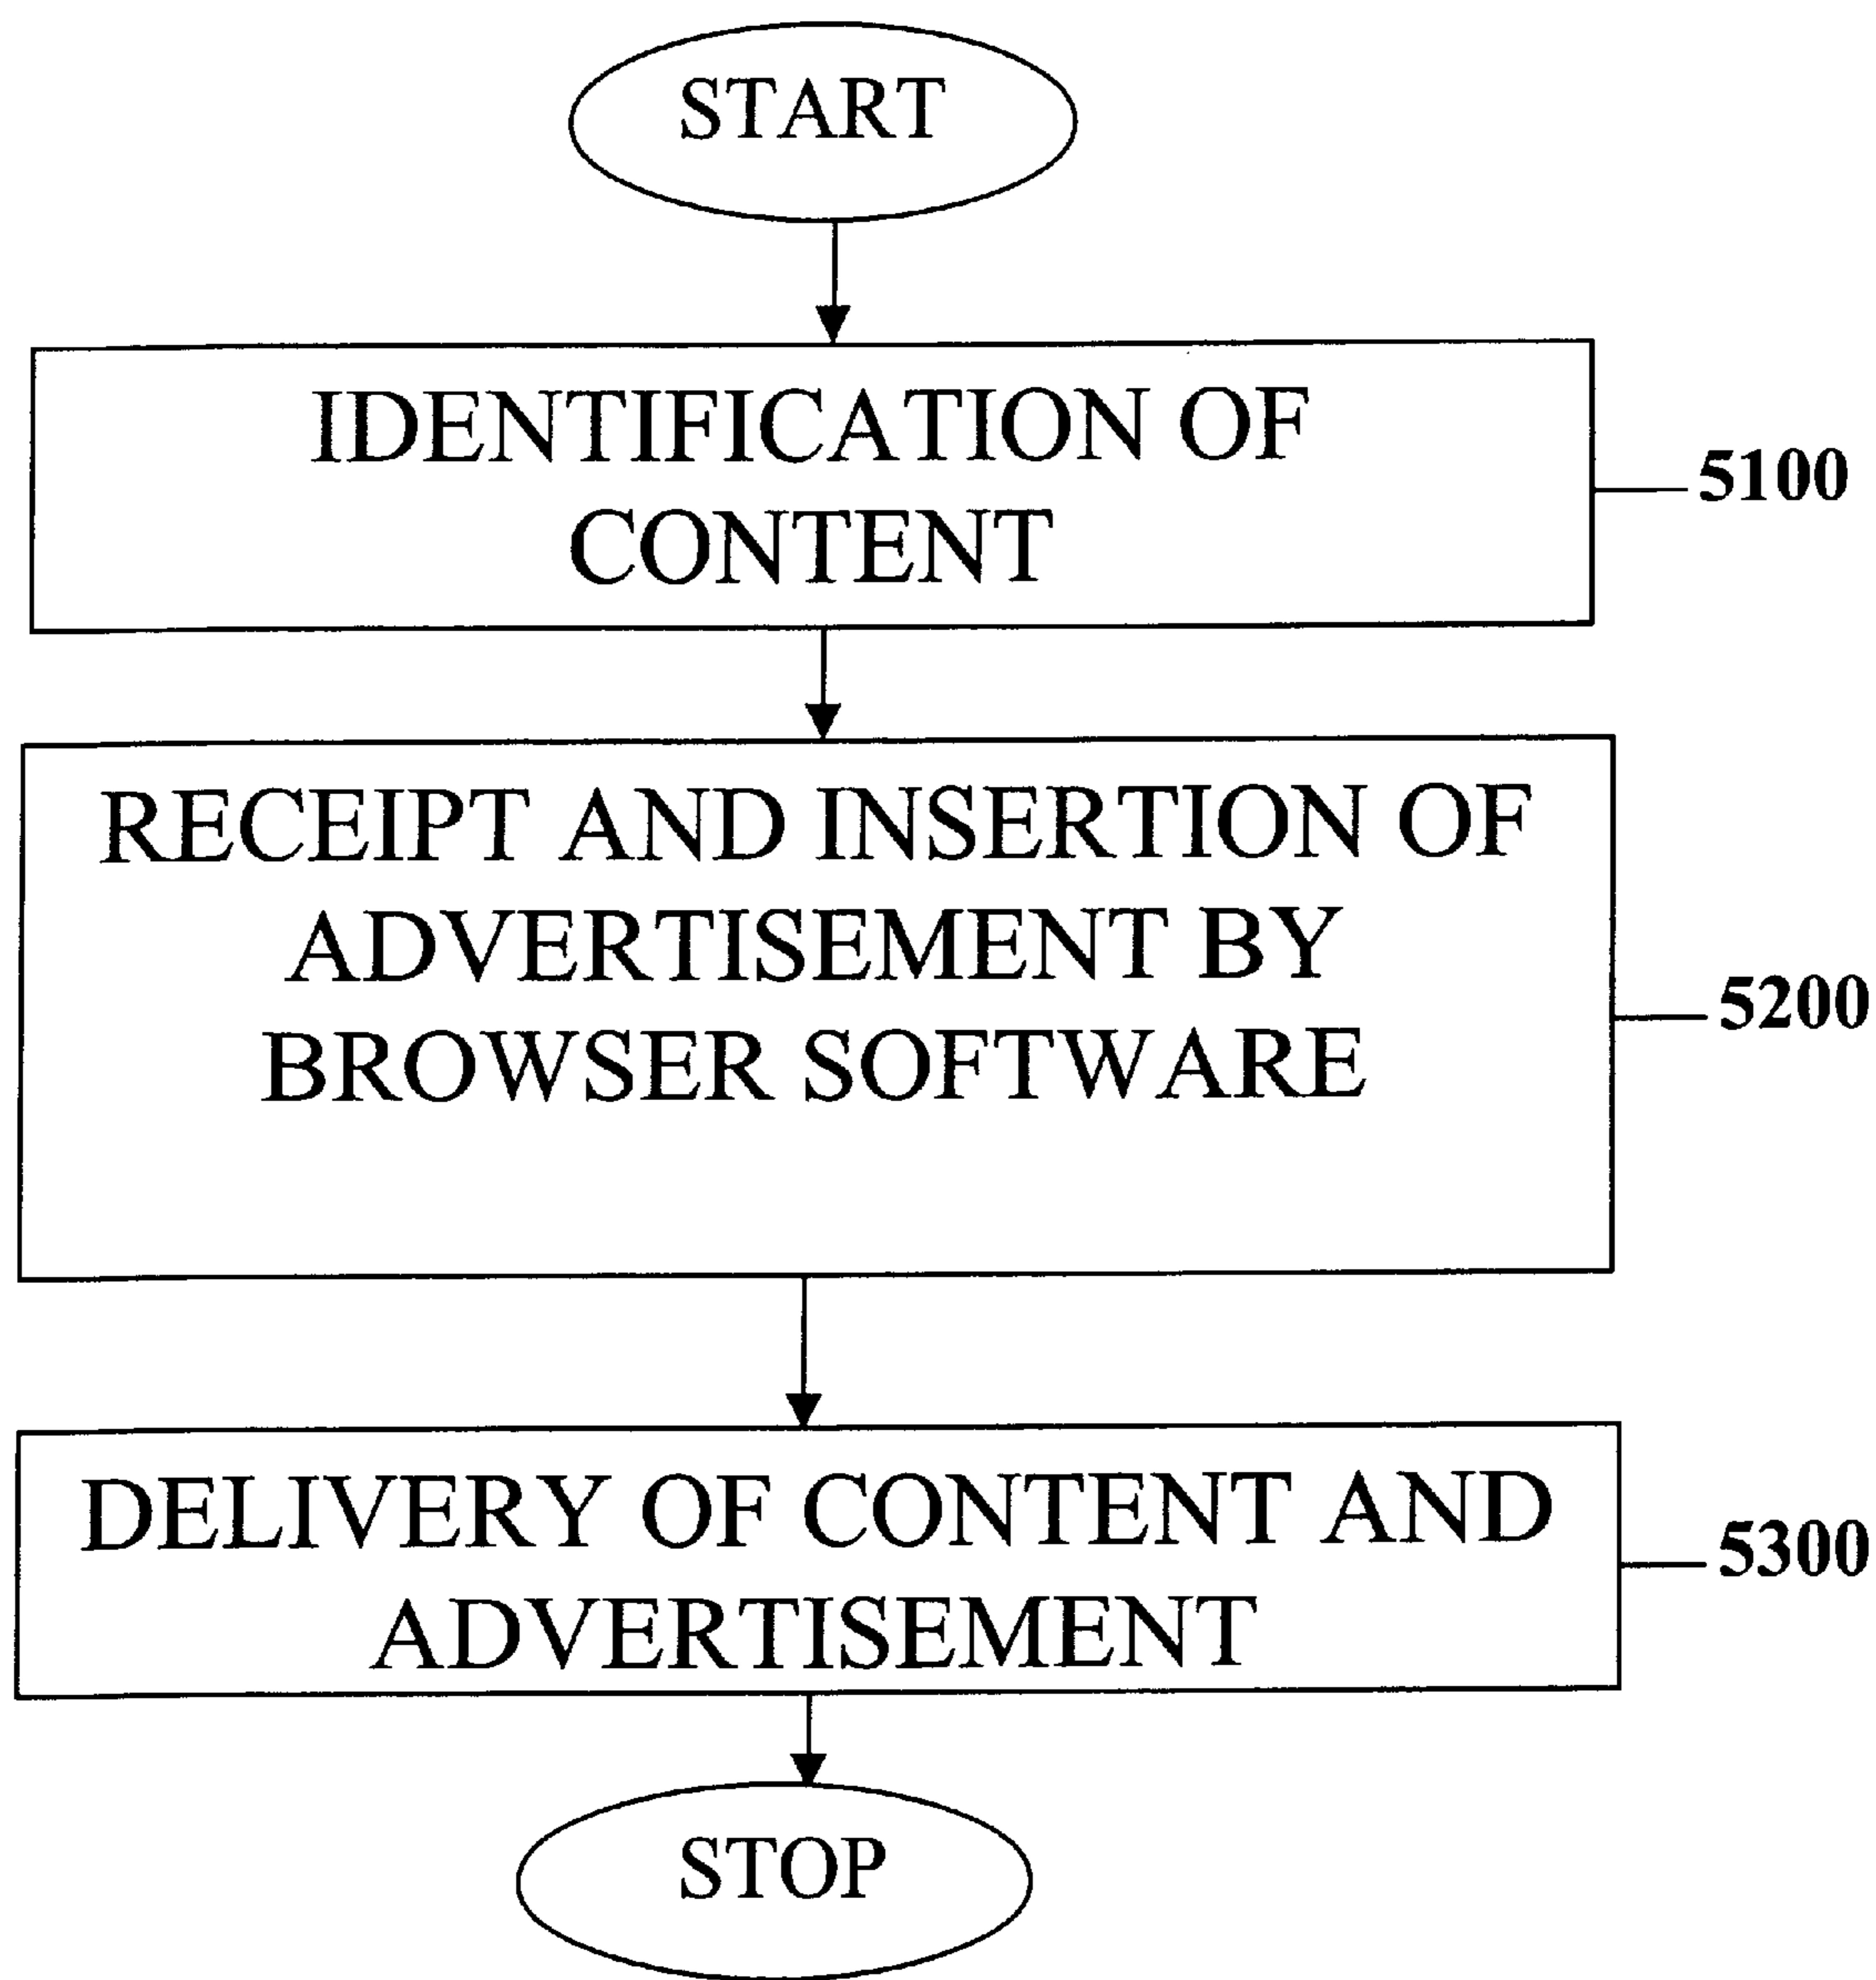 START
IDENTIFICATION OF
CONTENT
5100
RECEIPT AND INSERTION OF
ADVERTISEMENT BY
BROWSER SOFTWARE
5200
DELIVERY OF CONTENT AND
ADVERTISEMENT
5300
STOP